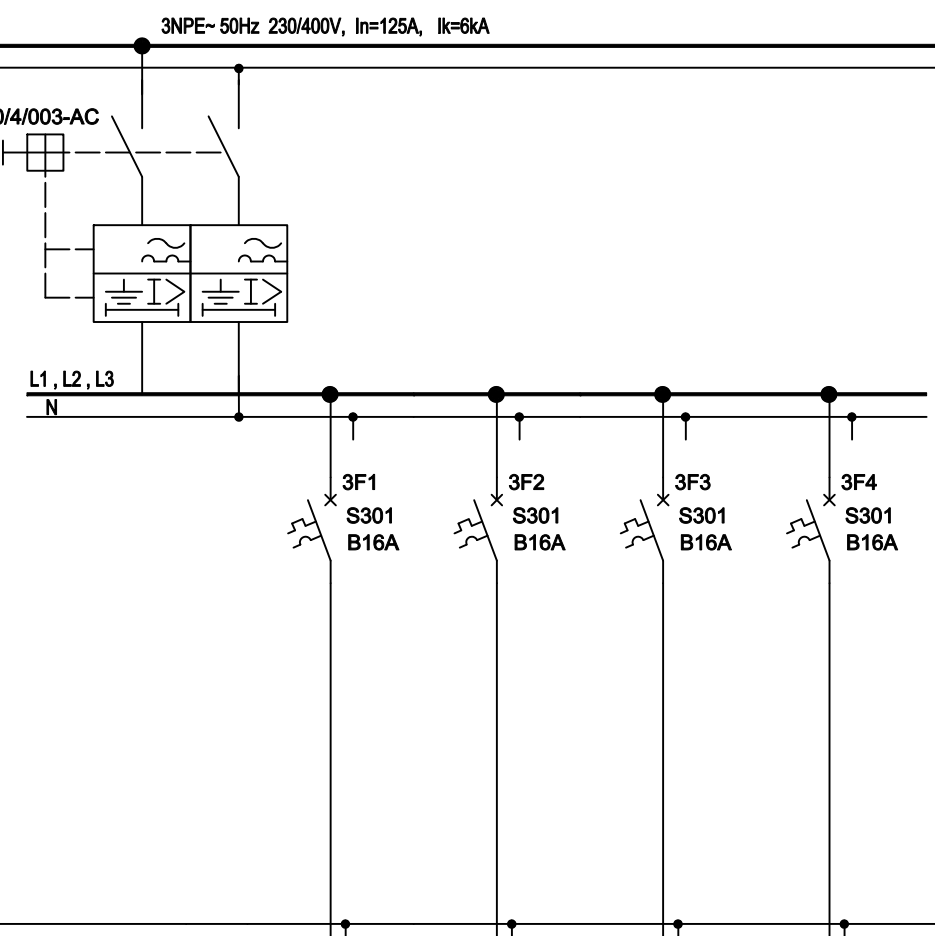 3NPE~ 50Hz 230/400V, In=125A, Ik=6kA
0/4/003-AC
L1 , L2 , L3
N
3F1 3F2 3F3 3F4
S301 S301 S301 S301
B16A B16A B16A B16A